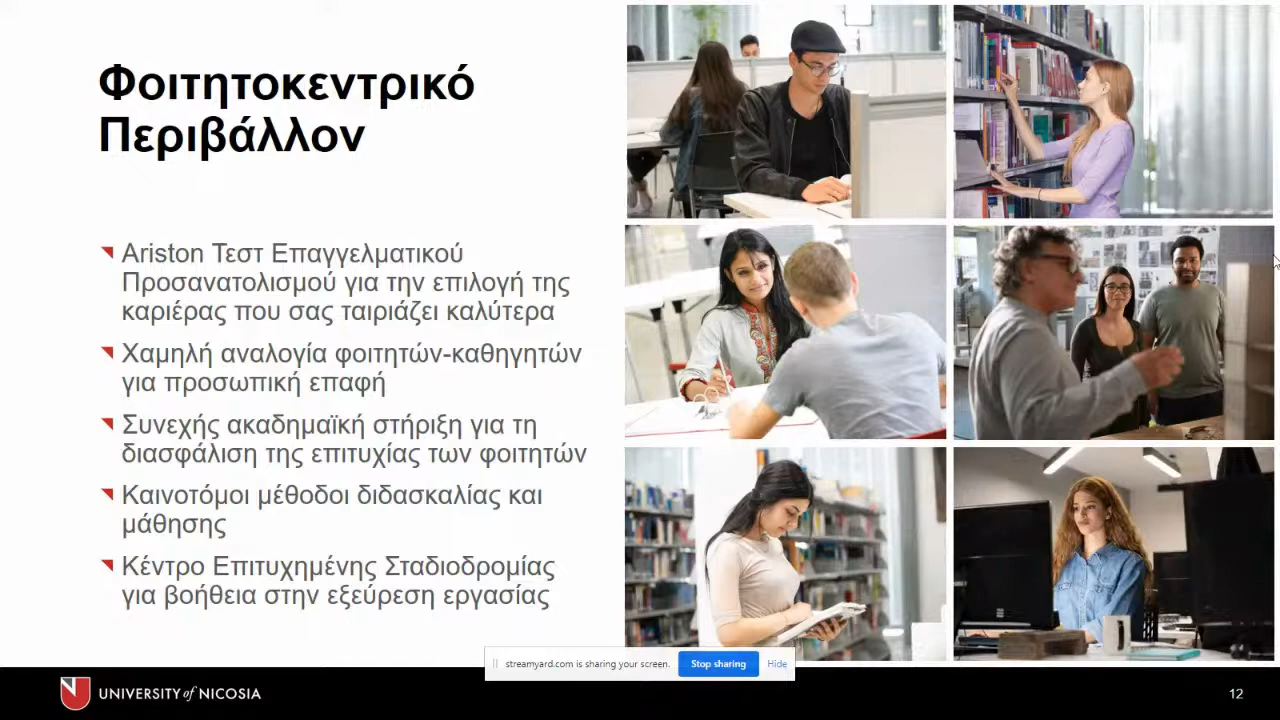 Φοιτητοκεντρικό
Περιβάλλον
Ariston Τεστ Επαγγελματικού
Προσανατολισμού για την επιλογή της
καριέρας που σας ταιριάζει καλύτερα
Χαμηλή αναλογία φοιτητών-καθηγητών
για προσωπική επαφή
Συνεχής ακαδημαϊκή στήριξη για τη
διασφάλιση της επιτυχίας των φοιτητών
Καινοτόμοι μέθοδοι διδασκαλίας και
μάθησης
Κέντρο Επιτυχημένης Σταδιοδρομίας
για βοήθεια στην εξεύρεση εργασίας
streamyard.com is sharing your screen. Stop sharing Hide
UNIVERSITY of NICOSIA
12